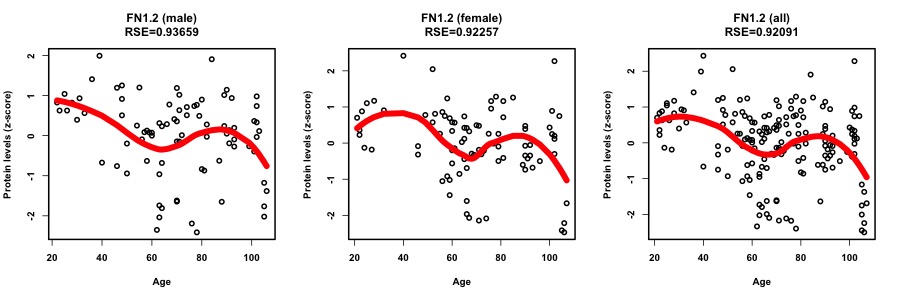 FN1.2 (male)
RSE=0.93659
Protein levels (z-score)
2
1
0
-1
-2
20 40 60 80 100
Age
FN1.2 (female)
RSE=0.92257
Protein levels (z-score)
2
1
0
-1
-2
20 40 60 80 100
Age
FN1.2 (all)
RSE=0.92091
Protein levels (z-score)
2
1
0
-1
-2
20 40 60 80 100
Age